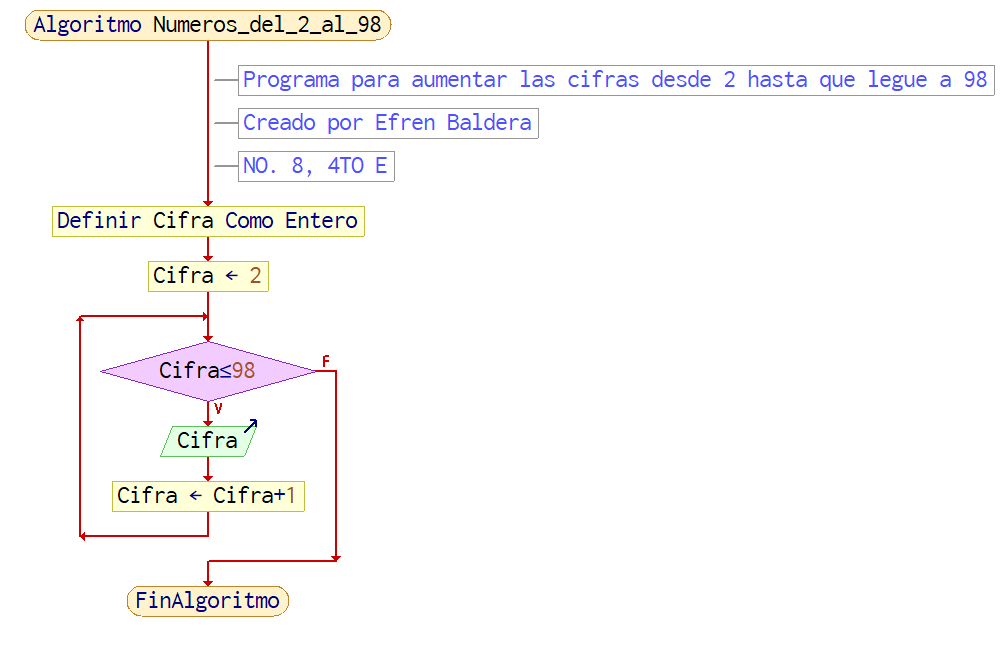 Algoritmo Numeros_del_2_al_98
Programa para aumentar las cifras desde 2 hasta que legue a 98
Creado por Efren Baldera
NO. 8, 4TO E
Definir Cifra Como Entero
Cifra ← 2
Cifra≤98
F
V
Cifra
Cifra ← Cifra+1
FinAlgoritmo